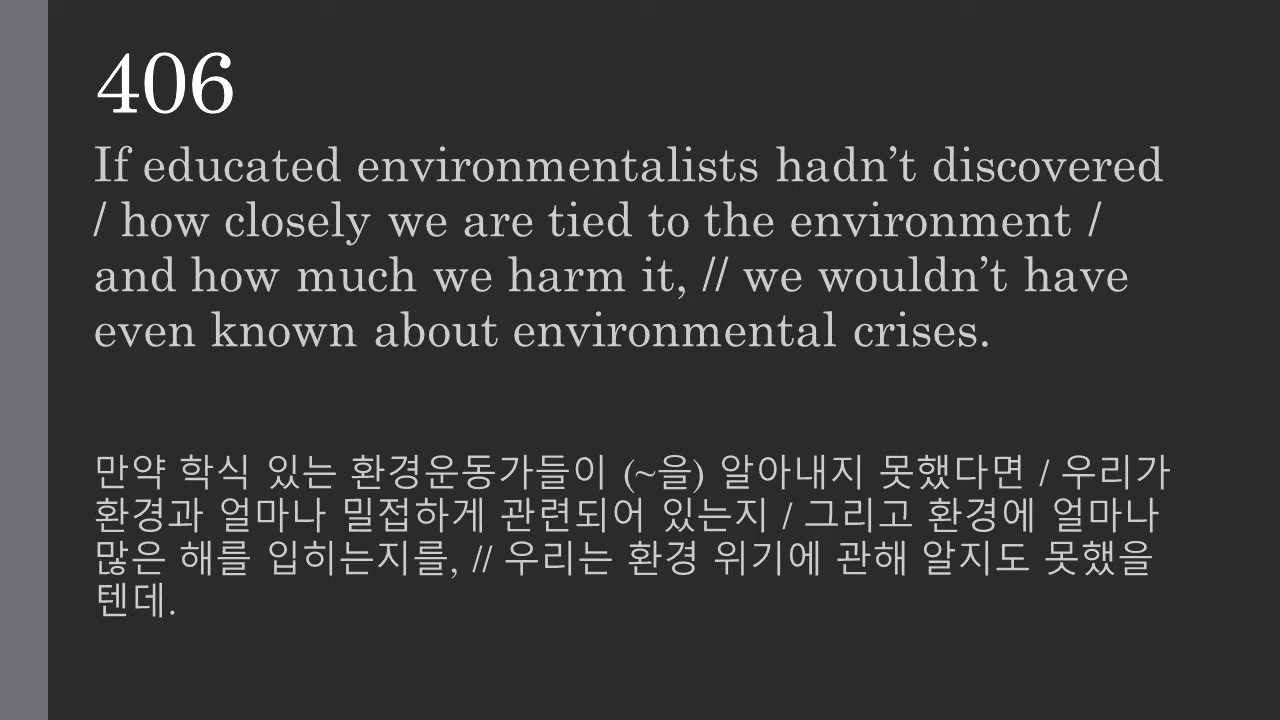 406
If educated environmentalists hadn’t discovered
/ how closely we are tied to the environment /
and how much we harm it, // we wouldn’t have
even known about environmental crises.
만약 학식 있는 환경운동가들이 (~을) 알아내지 못했다면 / 우리가
환경과 얼마나 밀접하게 관련되어 있는지 / 그리고 환경에 얼마나
많은 해를 입히는지를, // 우리는 환경 위기에 관해 알지도 못했을
텐데.